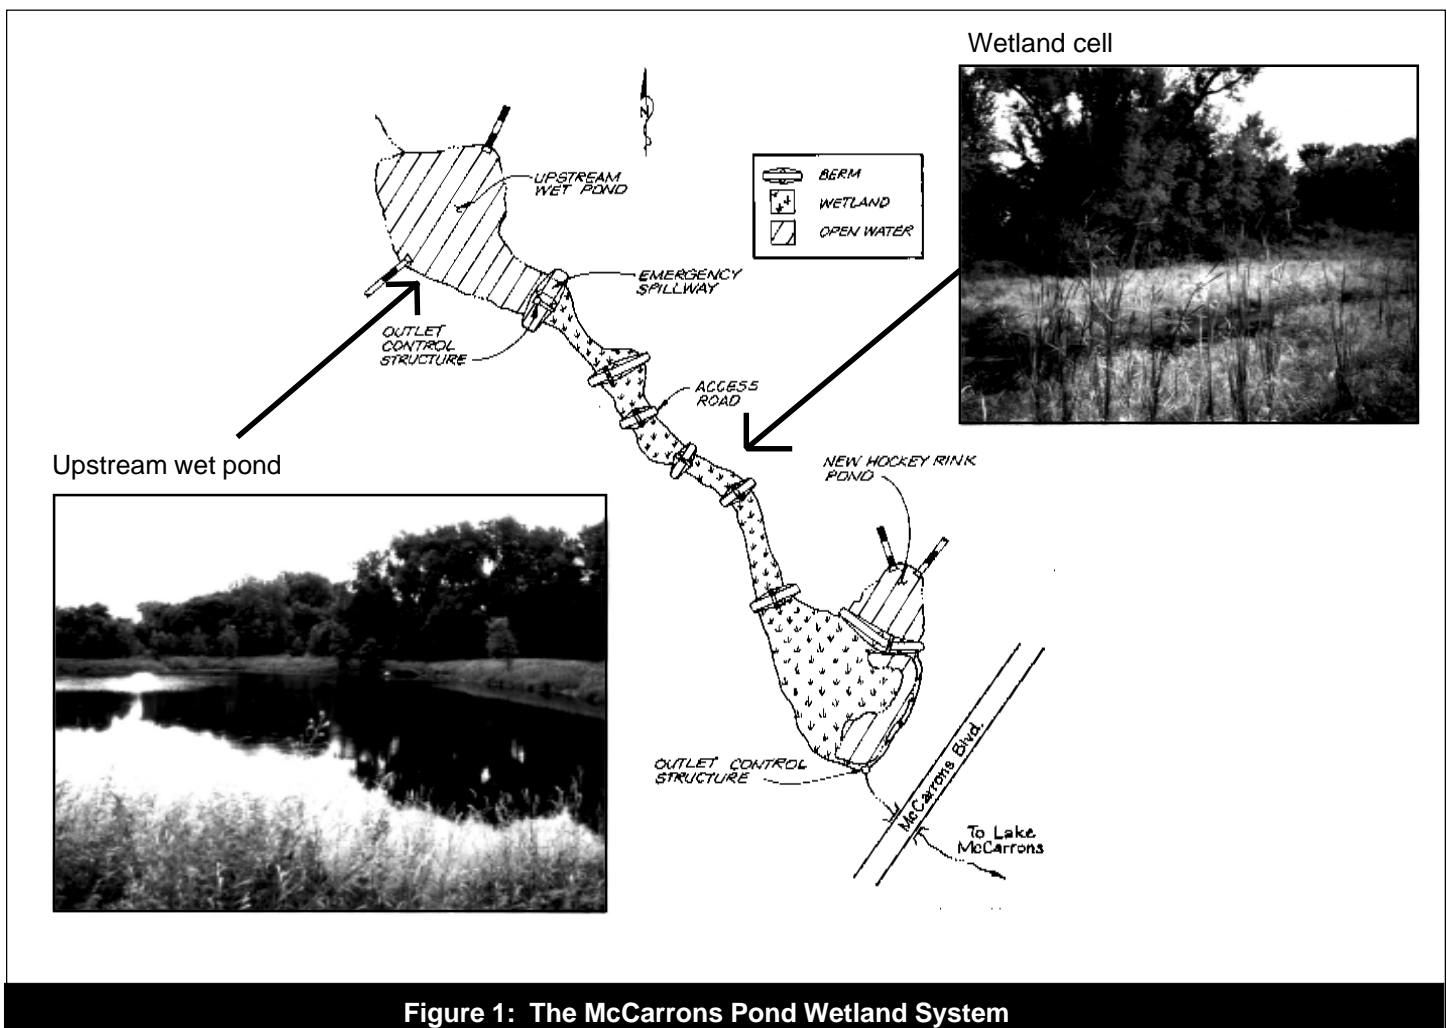 Wetland cell
N
BERM
WETLAND
OPEN WATER
UPSTREAM
WET POND
EMERGENCY
SPILLWAY
OUTLET
CONTROL
STRUCTURE
ACCESS
ROAD
Upstream wet pond
NEW HOCKEY RINK
POND
OUTLET CONTROL
STRUCTURE
McCarrons Blvd.
To Lake
McCarrons
Figure 1: The McCarrons Pond Wetland System